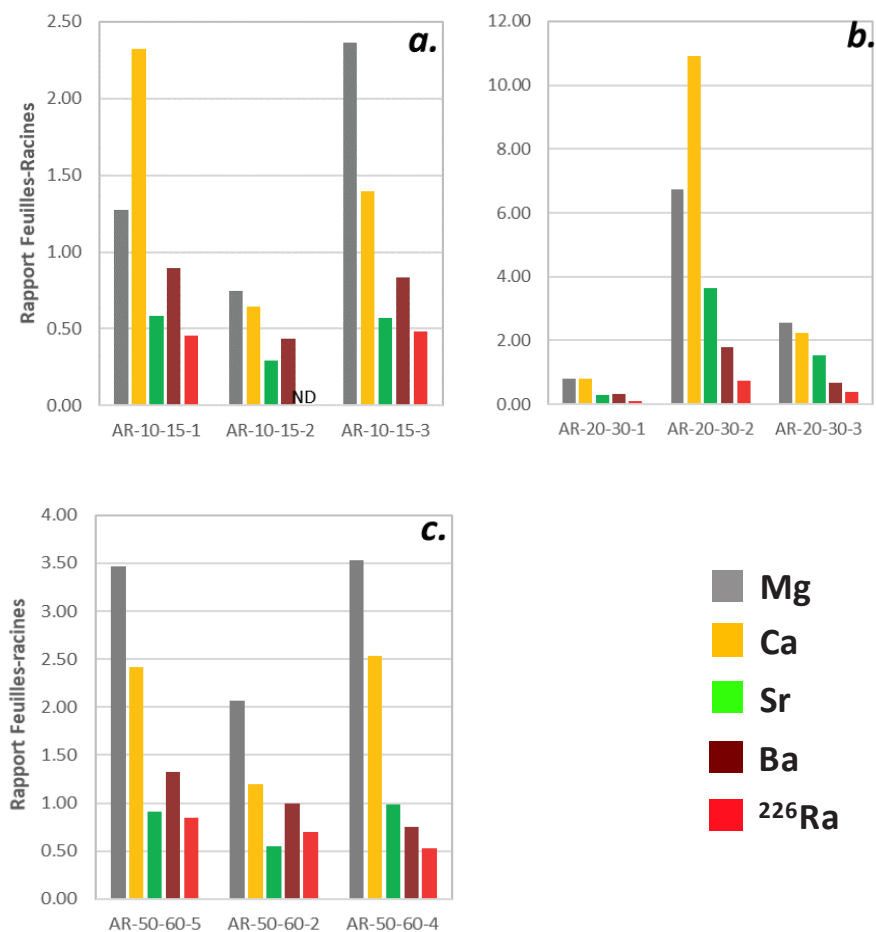 a.
Rapport Feuilles-Racines
2.50
2.00
1.50
1.00
0.50
0.00
ND
AR-10-15-1 AR-10-15-2 AR-10-15-3
b.
12.00
10.00
8.00
6.00
4.00
2.00
0.00
AR-20-30-1 AR-20-30-2 AR-20-30-3
c.
Rapport Feuilles-racines
4.00
3.50
3.00
2.50
2.00
1.50
1.00
0.50
0.00
AR-50-60-5 AR-50-60-2 AR-50-60-4
Mg
Ca
Sr
Ba
²²⁶Ra